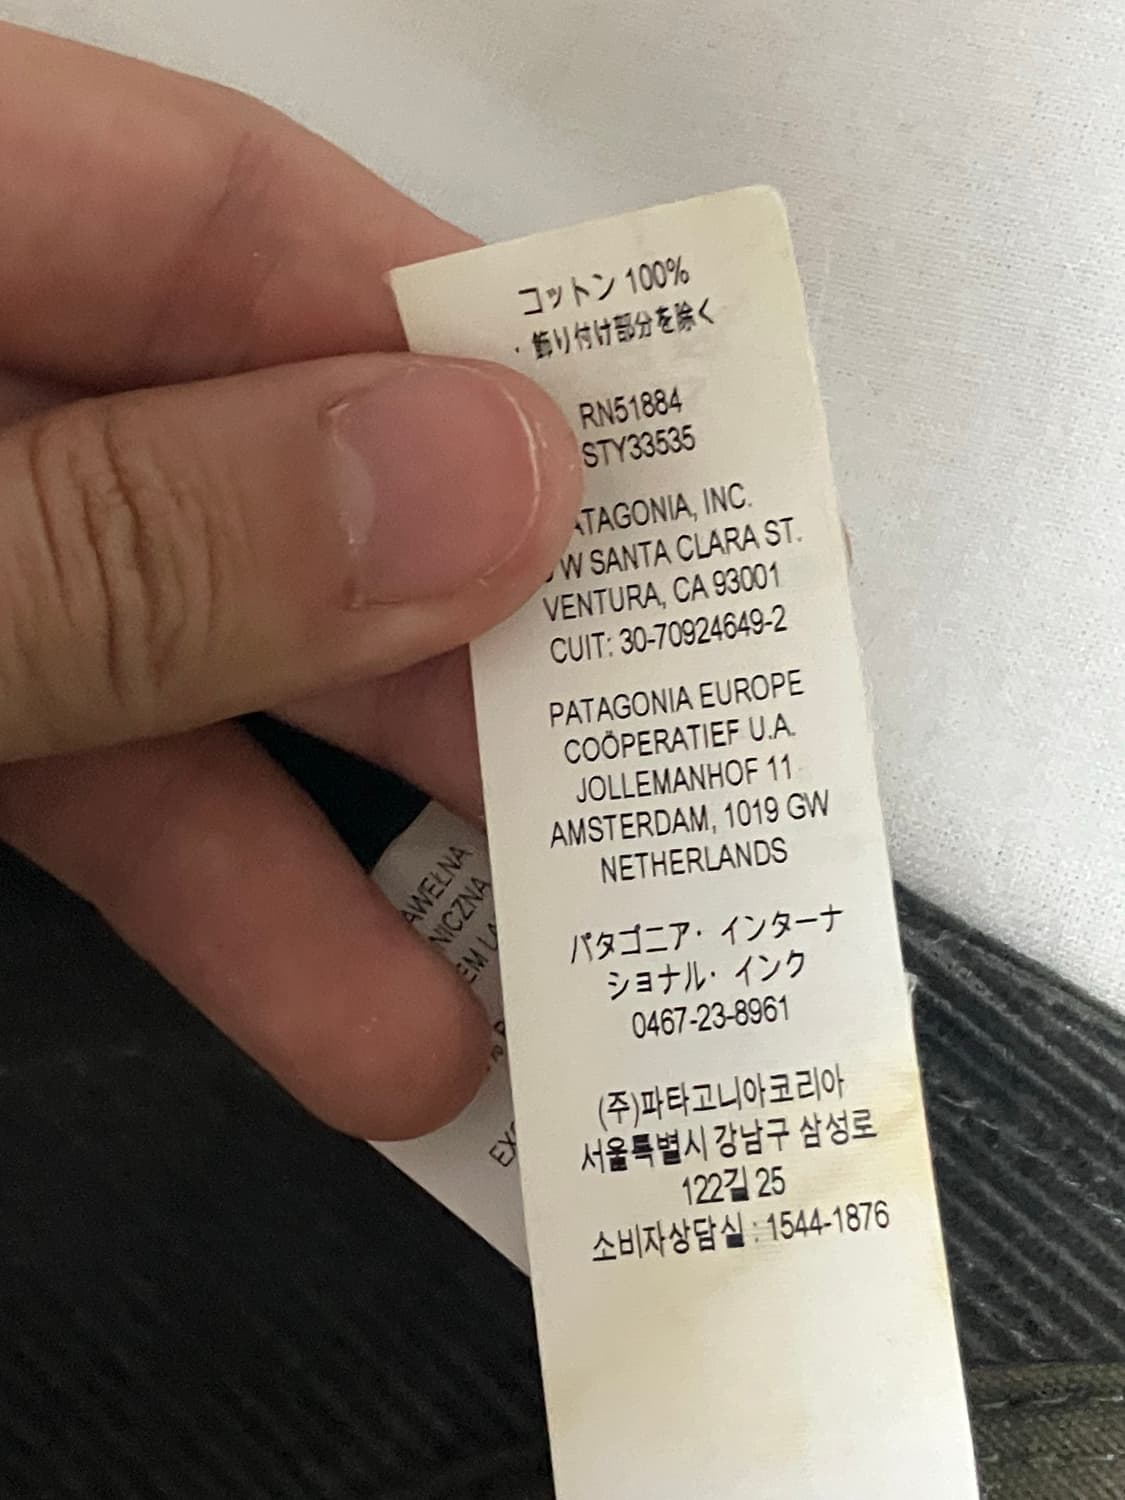 コットン 100%
・飾り付け部分を除く
RN51884
STY33535
PATAGONIA, INC.
W SANTA CLARA ST.
VENTURA, CA 93001
CUIT: 30-70924649-2
PATAGONIA EUROPE
COÖPERATIEF U.A.
JOLLEMANHOF 11
AMSTERDAM, 1019 GW
NETHERLANDS
パタゴニア・インターナ
ショナル・インク
0467-23-8961
(주)파타고니아코리아
서울특별시 강남구 삼성로
122길 25
소비자상담실 : 1544-1876